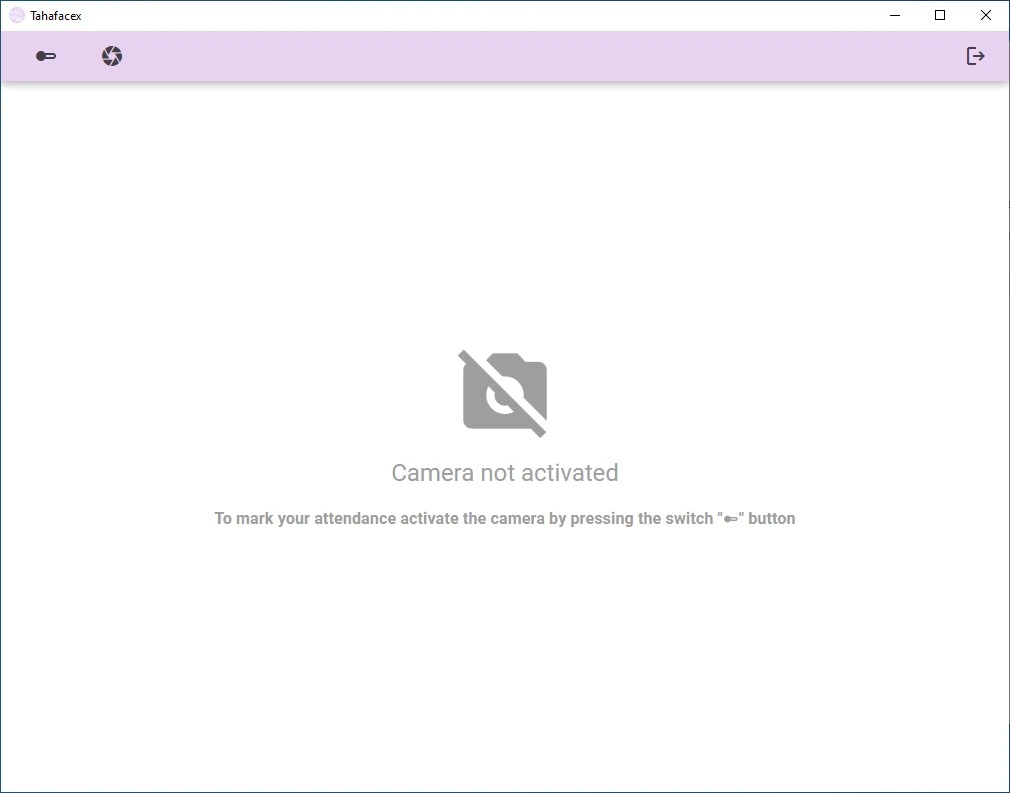 Tahafacex
Camera not activated
To mark your attendance activate the camera by pressing the switch "" button